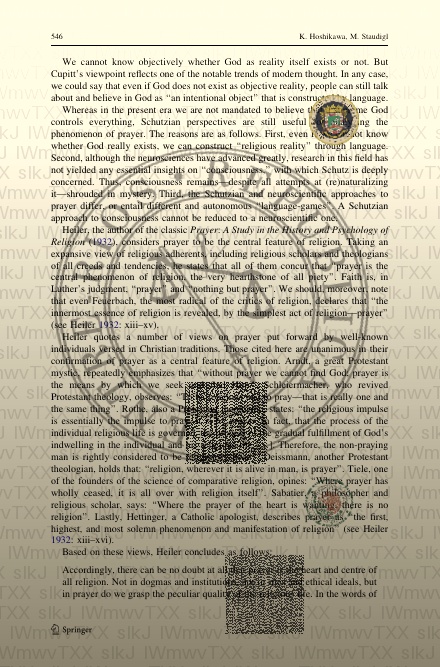 546 K. Hoshikawa, M. Staudigl
We cannot know objectively whether God as reality itself exists or not. But
Cupitt's viewpoint reflects one of the notable trends of modern thought. In any case,
we could say that even if God does not exist as objective reality, people can still talk
about and believe in God as "an intentional object" that is language.
Whereas in the present era we are not mandated to believe God
controls everything, Schutzian perspectives are still useful the
phenomenon of prayer. The reasons are as follows. First, even know
whether God really exists, we can construct "religious reality" through language.
Second, although the neurosciences have advanced greatly, research in this field has
not yielded any essential insights on "consciousness," with which Schutz is deeply
concerned. Thus, consciousness remains—despite all attempts at (re)naturalizing
it—shrouded in mystery. Third, the Schutzian and neuroscientific approaches to
prayer differ, or entail different and autonomous "language-games". A Schutzian
approach to consciousness cannot be reduced to a neuroscientific one.
Heiler, the author of the classic Prayer: A Study in the History and Psychology of
Religion (1932), considers prayer to be the central feature of religion. Taking an
expansive view of religious adherents, including religious scholars and theologians
of all creeds and tendencies, he states that all of them concur that "prayer is the
central phenomenon of religion, the very hearthstone of all piety". Faith is, in
Luther's judgment, "prayer" and "nothing but prayer". We should, moreover, note
that even Feuerbach, the most radical of the critics of religion, declares that "the
innermost essence of religion is revealed, by the simplest act of religion—prayer"
(see Heiler 1932: xiii–xv).
Heiler quotes a number of views on prayer put forward by well-known
individuals versed in Christian traditions. Those cited here are unanimous in their
confirmation of prayer as a central feature of religion. Arndt, a great Protestant
mystic, repeatedly emphasizes that "without prayer we cannot find God; prayer is
the means by which we seek Schleiermacher, who revived
Protestant theology, observes: pray—that is really one and
the same thing". Rothe, also a states: "the religious impulse
is essentially the impulse to fact, that the process of the
individual religious life is gradual fulfillment of God's
indwelling in the individual and Therefore, the non-praying
man is rightly considered to be Deissmann, another Protestant
theologian, holds that: "religion, wherever it is alive in man, is prayer". Tiele, one
of the founders of the science of comparative religion, opines: "Where prayer has
wholly ceased, it is all over with religion itself". Sabatier, philosopher and
religious scholar, says: "Where the prayer of the heart is there is no
religion". Lastly, Hettinger, a Catholic apologist, describes prayer as "the first,
highest, and most solemn phenomenon and manifestation of religion" (see Heiler
1932: xiii–xv).
Based on these views, Heiler concludes as follows:
Accordingly, there can be no doubt at all heart and centre of
all religion. Not in dogmas and ethical ideals, but
in prayer do we grasp the peculiar life. In the words of
Springer